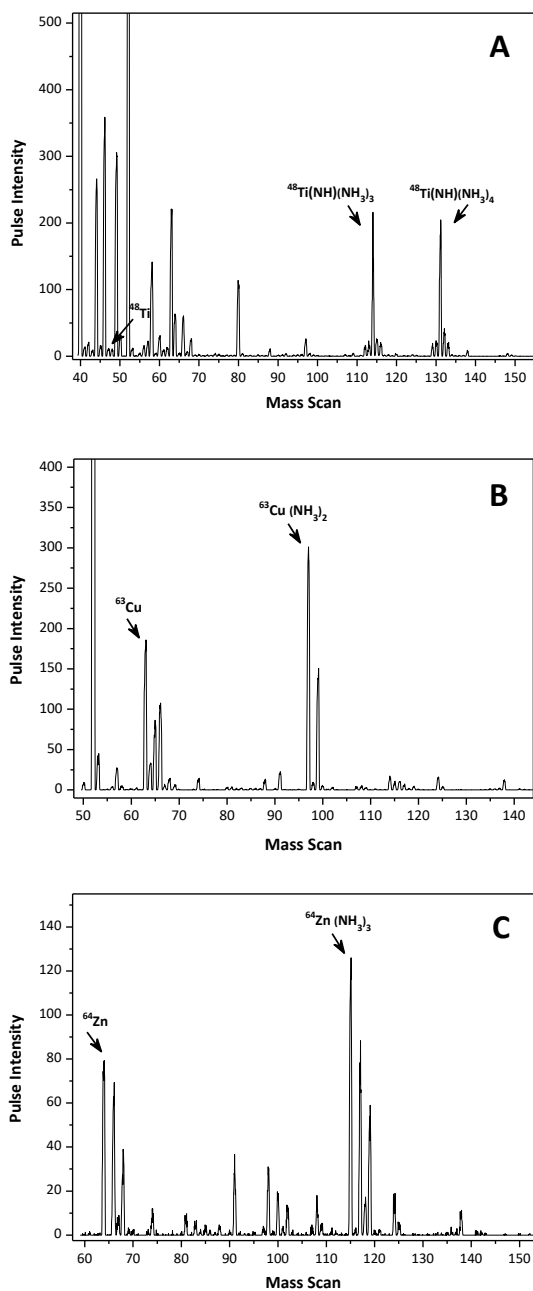 A
500
400
300
200
100
0
Pulse Intensity
⁴⁸Ti
⁴⁸Ti(NH)(NH₃)₃
⁴⁸Ti(NH)(NH₃)₄
40 50 60 70 80 90 100 110 120 130 140 150
Mass Scan
B
400
350
300
250
200
150
100
50
0
Pulse Intensity
⁶³Cu
⁶³Cu (NH₃)₂
50 60 70 80 90 100 110 120 130 140
Mass Scan
C
140
120
100
80
60
40
20
0
Pulse Intensity
⁶⁴Zn
⁶⁴Zn (NH₃)₃
60 70 80 90 100 110 120 130 140 150
Mass Scan